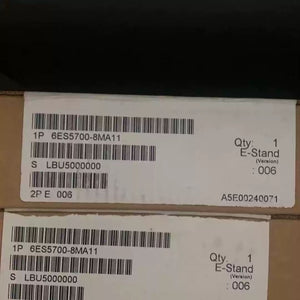 1P 6ES5700-8MA11
Qty. 1
E-Stand
(Version)
S LBU5000000
: 006
2P E 006
A5E00240071
1P 6ES5700-8MA11
Qty. 1
E-Stand
(Version)
S LBU5000000
: 006